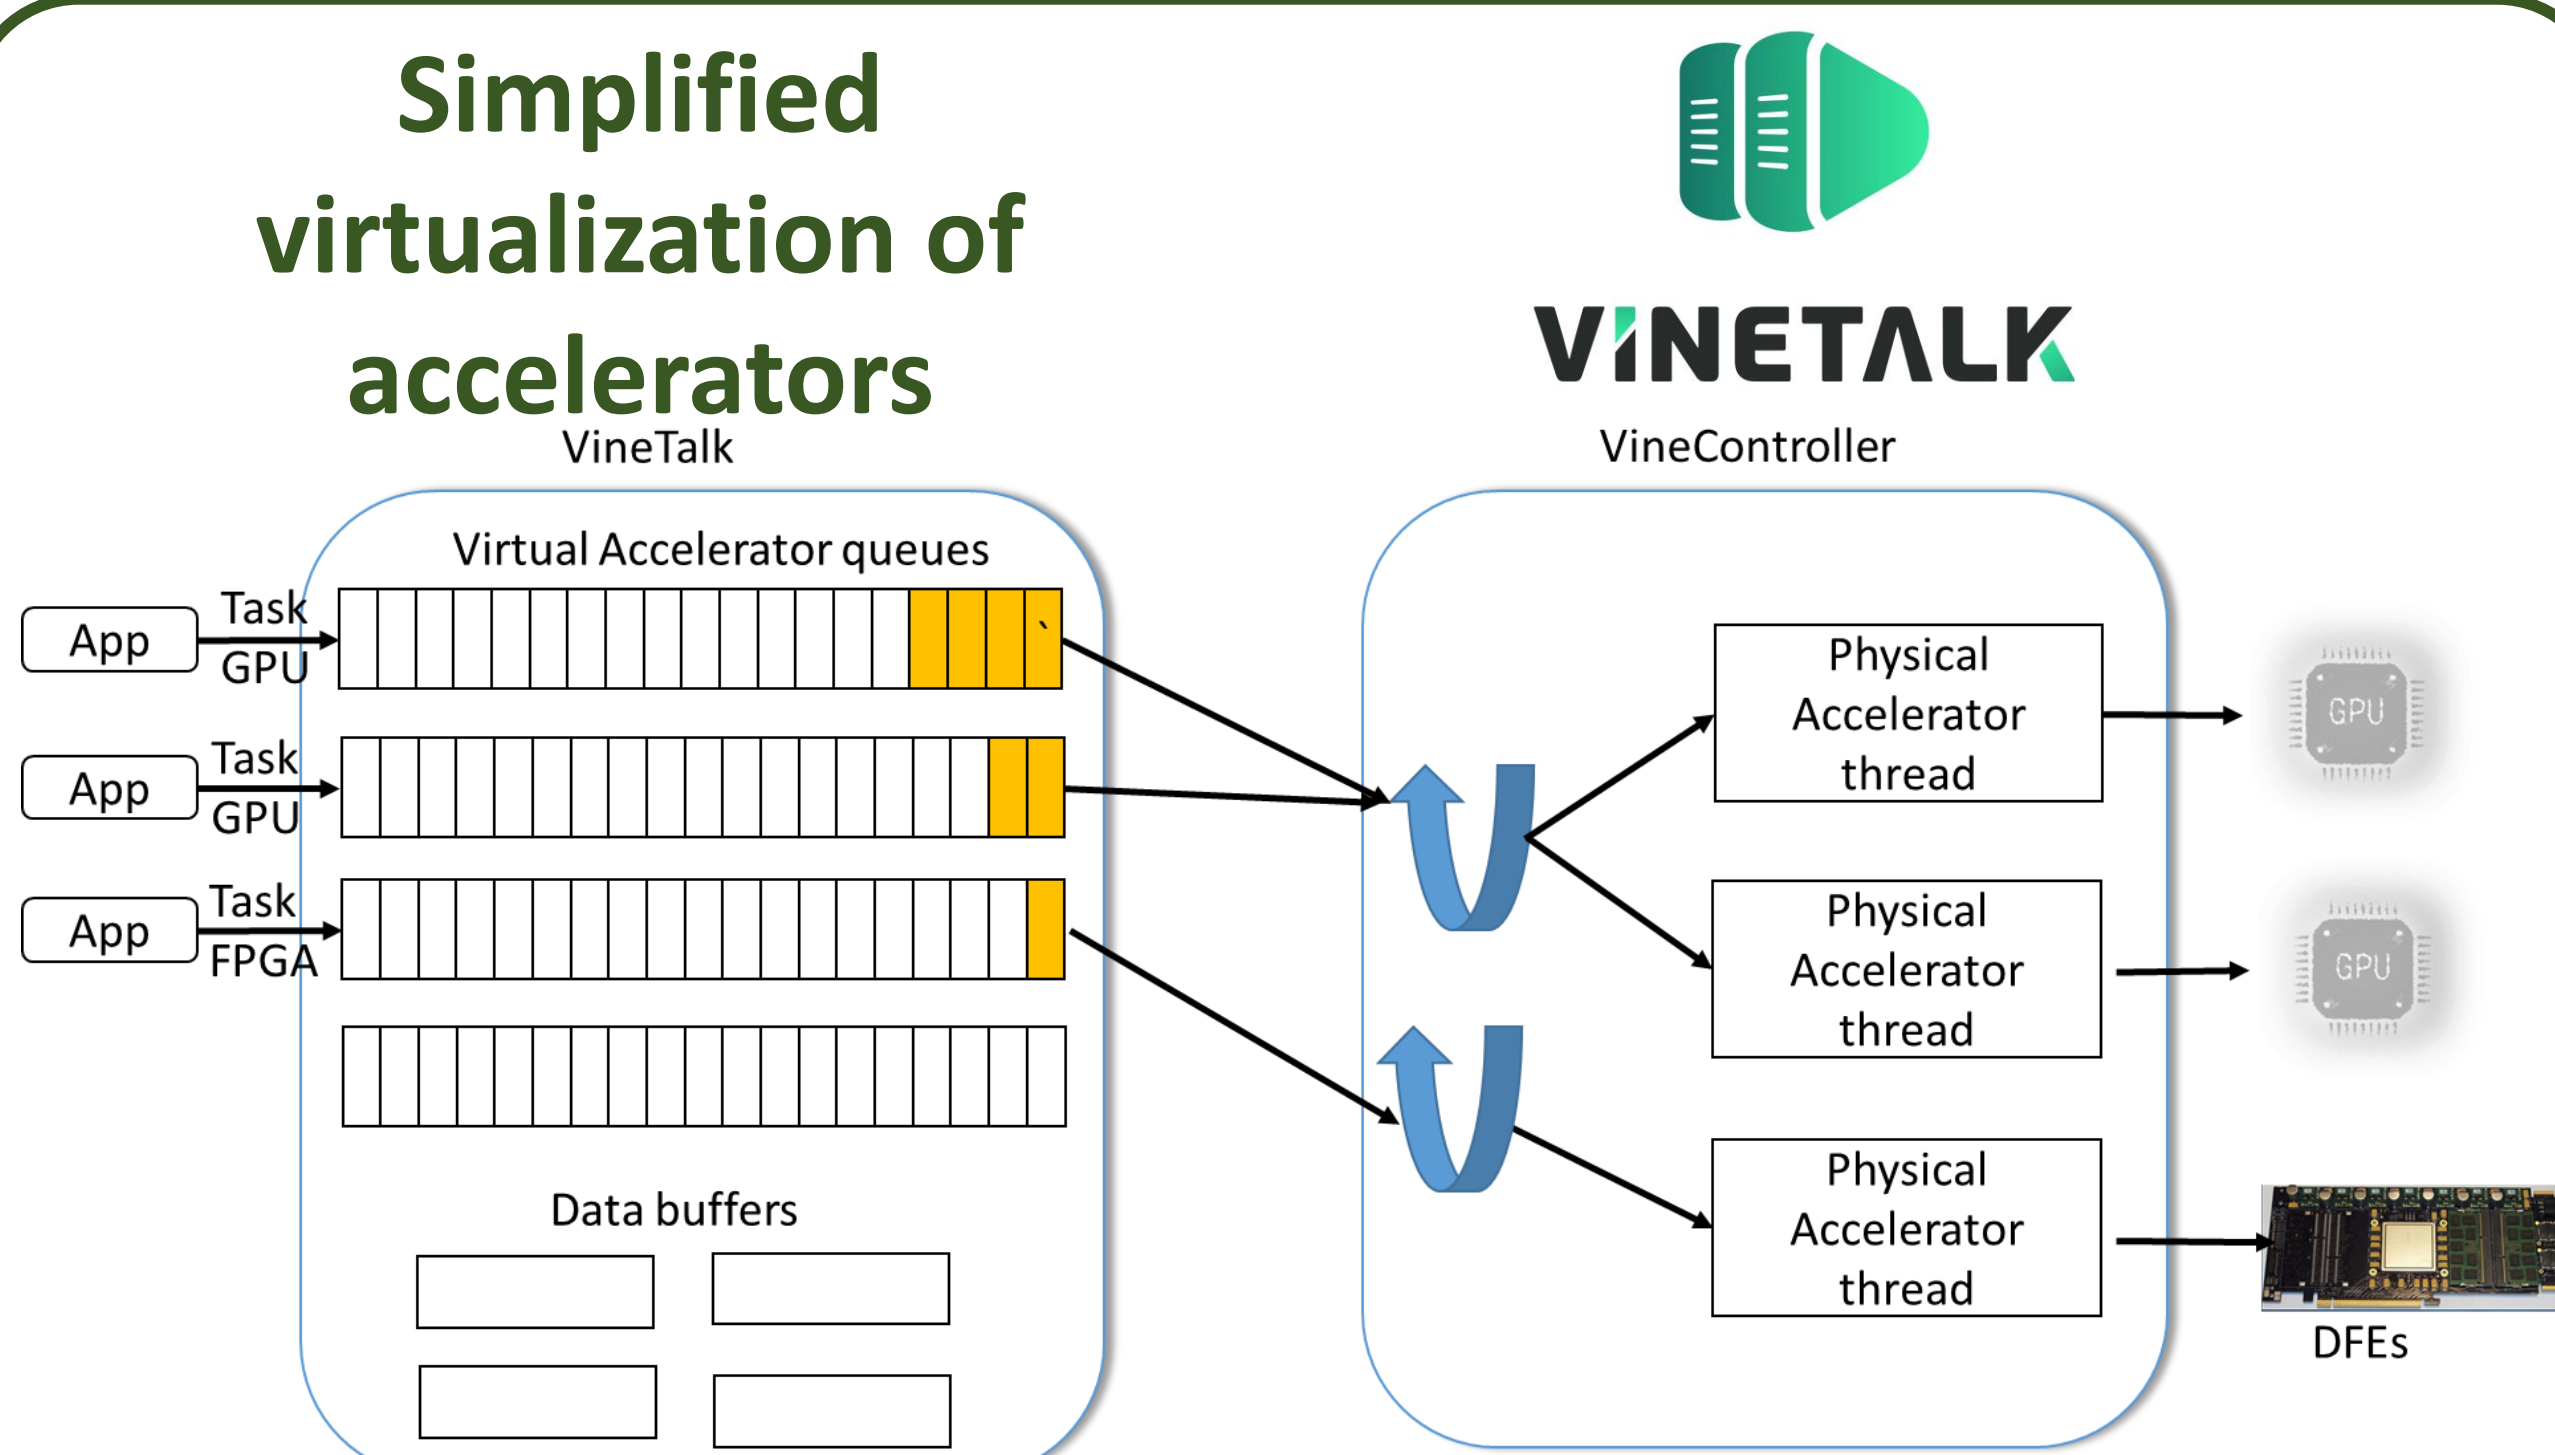 Simplified
virtualization of
accelerators
VINETALK
VineTalk
VineController
Virtual Accelerator queues
App
Task
GPU
`
App
Task
GPU
App
Task
FPGA
Data buffers
Physical
Accelerator
thread
GPU
Physical
Accelerator
thread
GPU
Physical
Accelerator
thread
DFEs